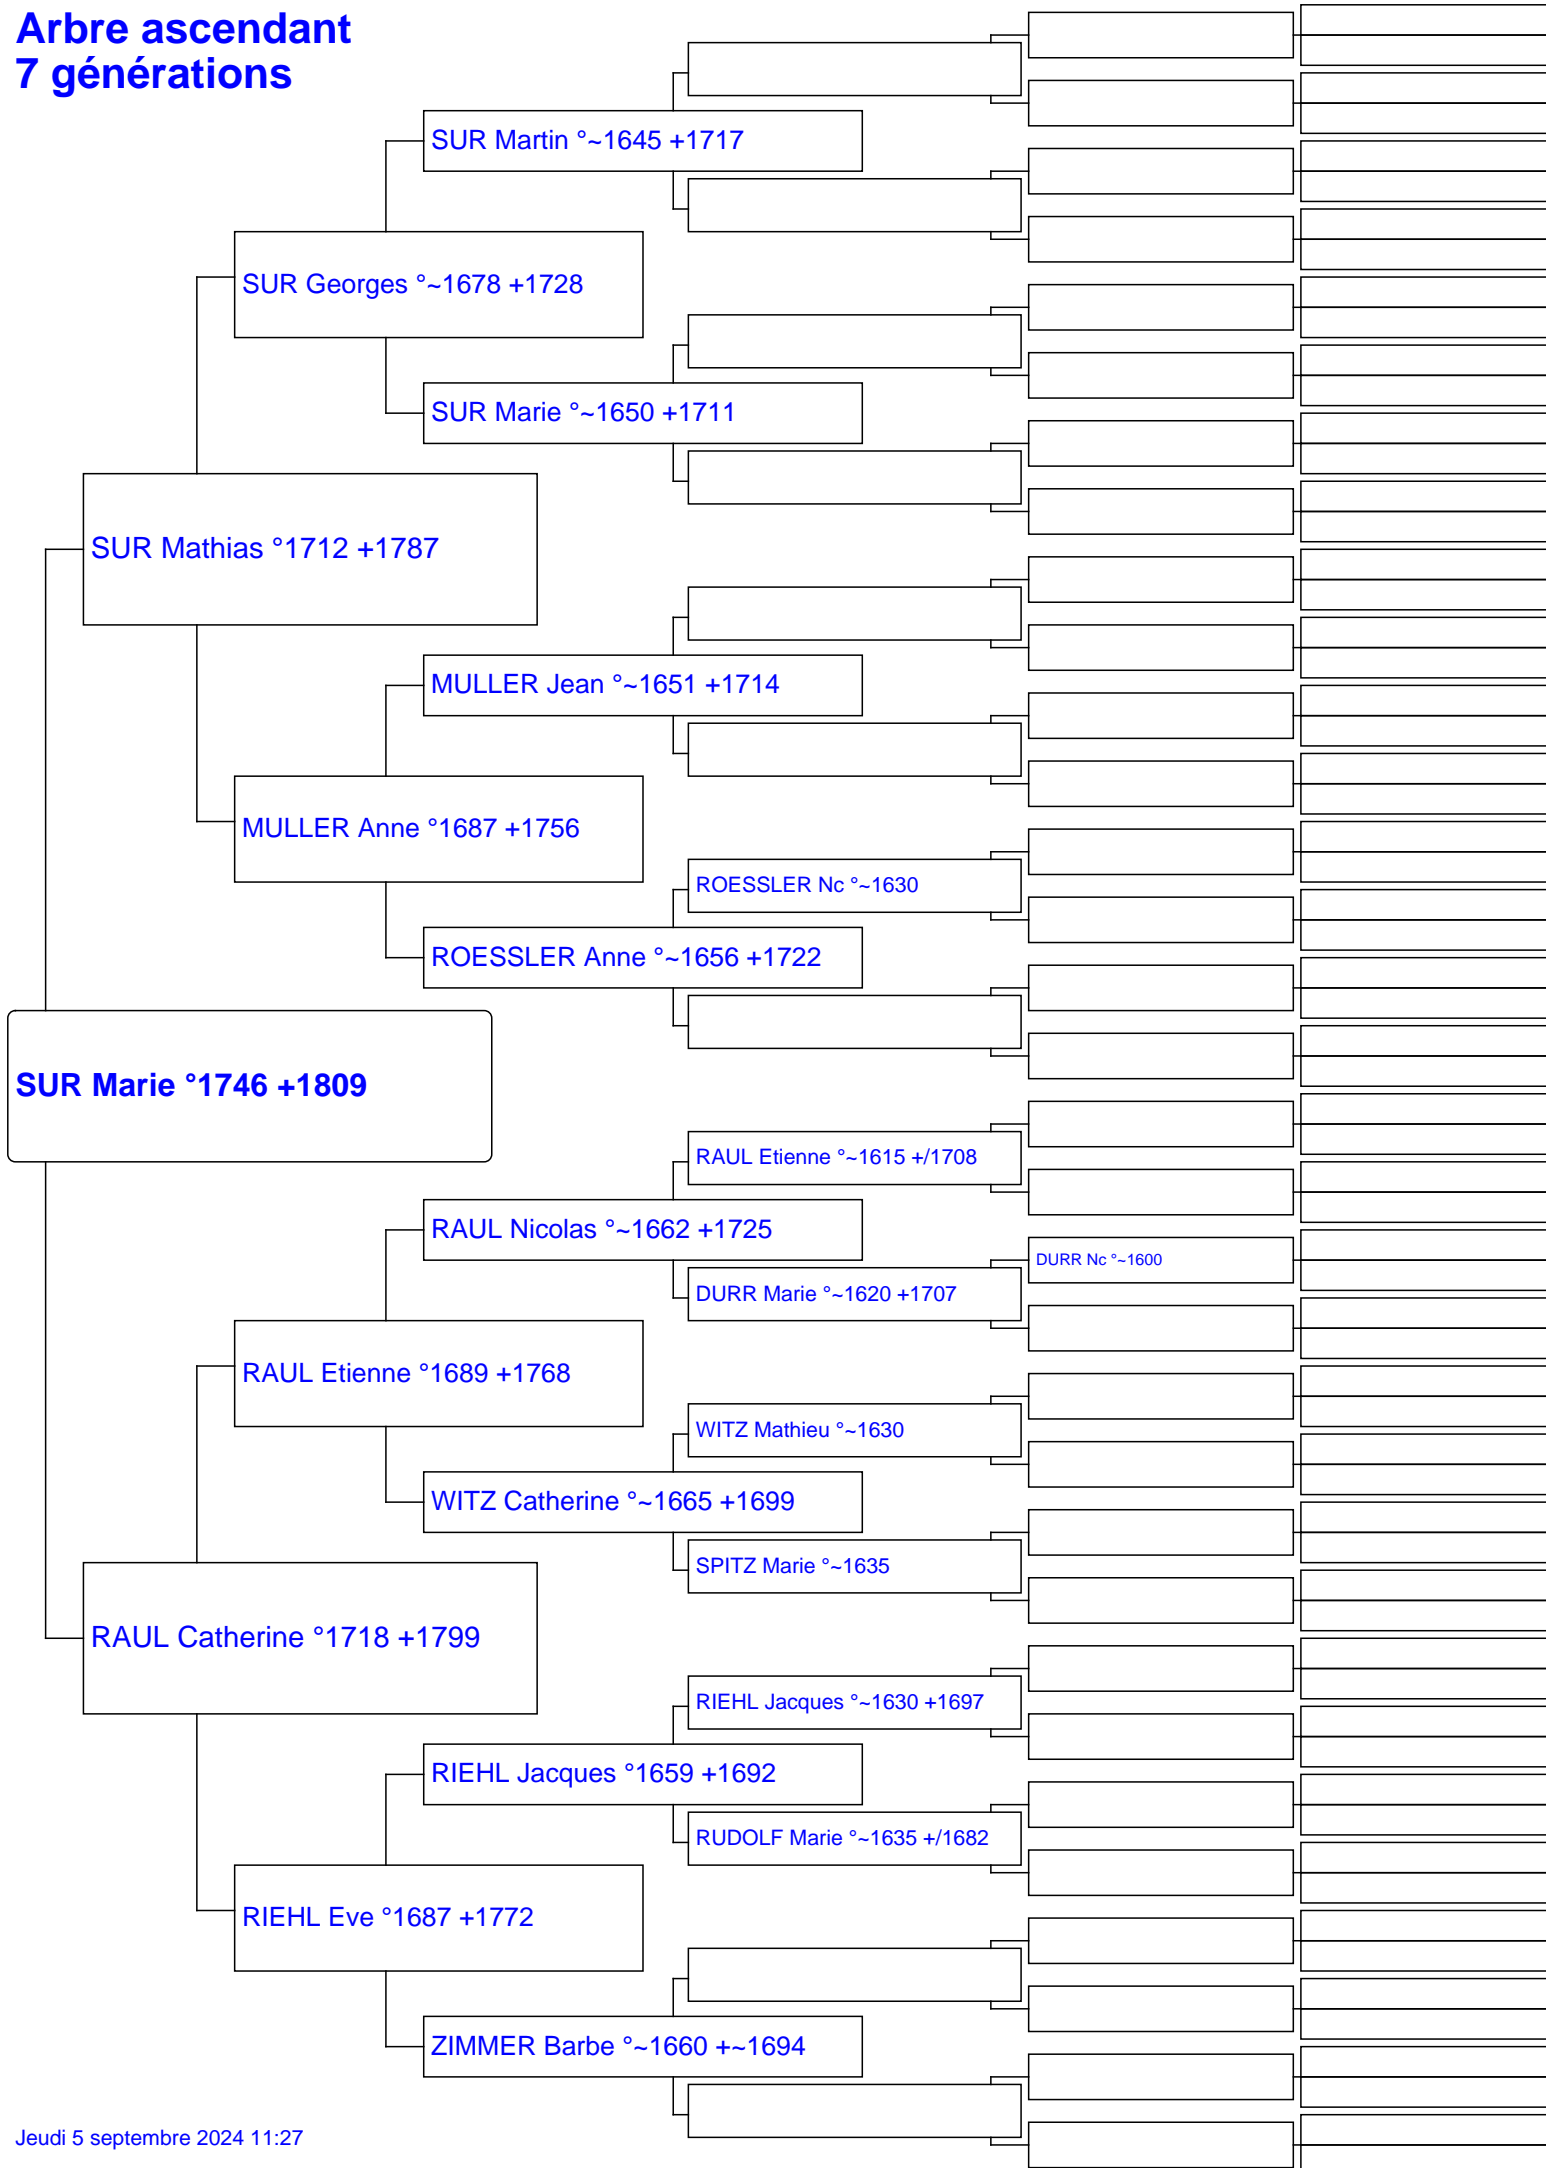 Arbre ascendant
7 générations
SUR Martin °~1645 +1717
SUR Georges °~1678 +1728
SUR Marie °~1650 +1711
SUR Mathias °1712 +1787
MULLER Jean °~1651 +1714
MULLER Anne °1687 +1756
ROESSLER Nc °~1630
ROESSLER Anne °~1656 +1722
SUR Marie °1746 +1809
RAUL Etienne °~1615 +/1708
RAUL Nicolas °~1662 +1725
DURR Nc °~1600
DURR Marie °~1620 +1707
RAUL Etienne °1689 +1768
WITZ Mathieu °~1630
WITZ Catherine °~1665 +1699
SPITZ Marie °~1635
RAUL Catherine °1718 +1799
RIEHL Jacques °~1630 +1697
RIEHL Jacques °1659 +1692
RUDOLF Marie °~1635 +/1682
RIEHL Eve °1687 +1772
ZIMMER Barbe °~1660 +~1694
Jeudi 5 septembre 2024 11:27